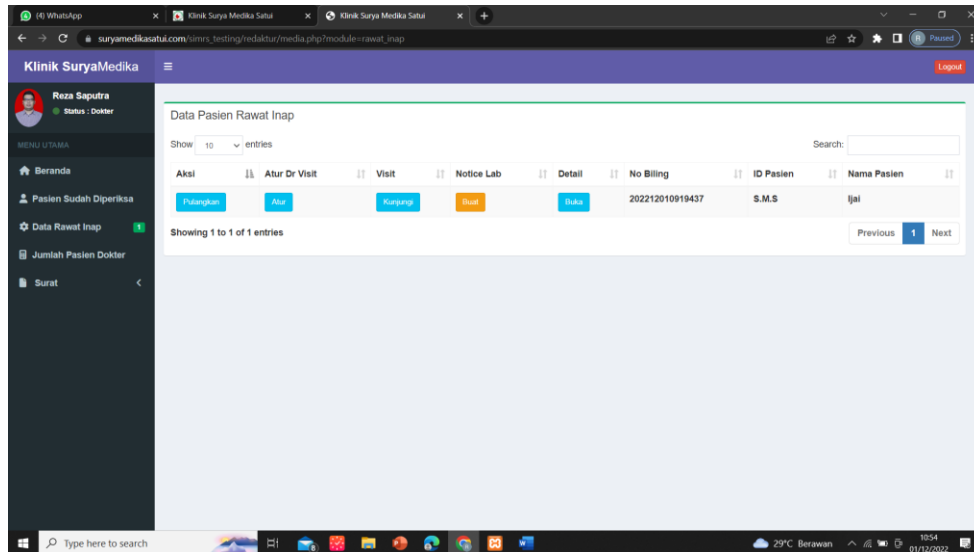 (4) WhatsApp
Klinik Surya Medika Satui
Klinik Surya Medika Satui
suryamedikasatui.com/simrs_testing/redaktur/media.php?module=rawat_inap
R Paused
Klinik SuryaMedika
Logout
Reza Saputra
Status : Dokter
MENU UTAMA
Beranda
Pasien Sudah Diperiksa
Data Rawat Inap 1
Jumlah Pasien Dokter
Surat
Data Pasien Rawat Inap
Show 10 entries
Search:
Aksi Atur Dr Visit Visit Notice Lab Detail No Biling ID Pasien Nama Pasien
Pulangkan Atur Kunjungi Buat Buka 202212010919437 S.M.S Ijai
Showing 1 to 1 of 1 entries
Previous 1 Next
Type here to search
29°C Berawan
10:54
01/12/2022